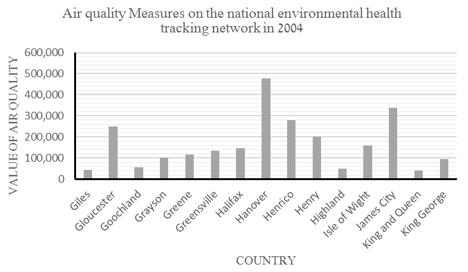 Air quality Measures on the national environmental health
tracking network in 2004
VALUE OF AIR QUALITY
600,000
500,000
400,000
300,000
200,000
100,000
0
Giles
Gloucester
Goochland
Grayson
Greene
Greensville
Halifax
Hanover
Henrico
Henry
Highland
Isle of Wight
James City
King and Queen
King George
COUNTRY